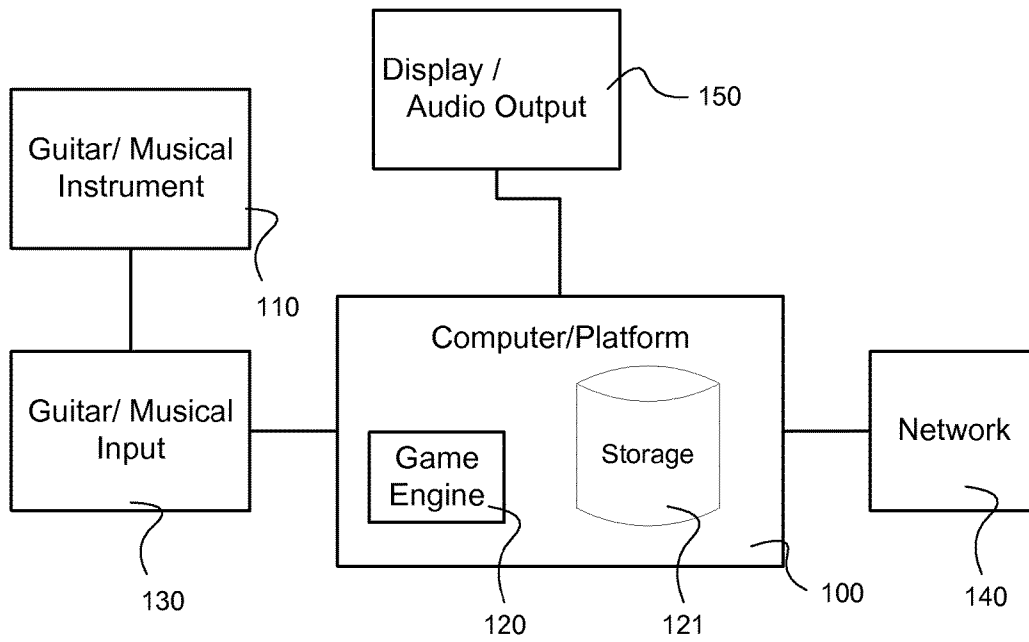 Display /
Audio Output
150
Guitar/ Musical
Instrument
110
Computer/Platform
Guitar/ Musical
Input
Game
Engine
Storage
Network
130
120
121
100
140